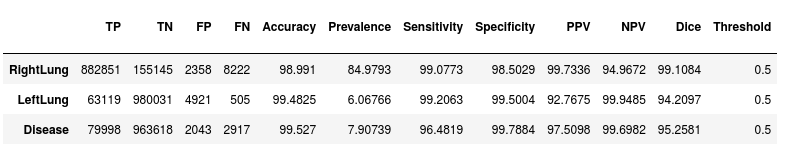 TP TN FP FN Accuracy Prevalence Sensitivity Specificity PPV NPV Dice Threshold
RightLung 882851 155145 2358 8222 98.991 84.9793 99.0773 98.5029 99.7336 94.9672 99.1084 0.5
LeftLung 63119 980031 4921 505 99.4825 6.06766 99.2063 99.5004 92.7675 99.9485 94.2097 0.5
Disease 79998 963618 2043 2917 99.527 7.90739 96.4819 99.7884 97.5098 99.6982 95.2581 0.5